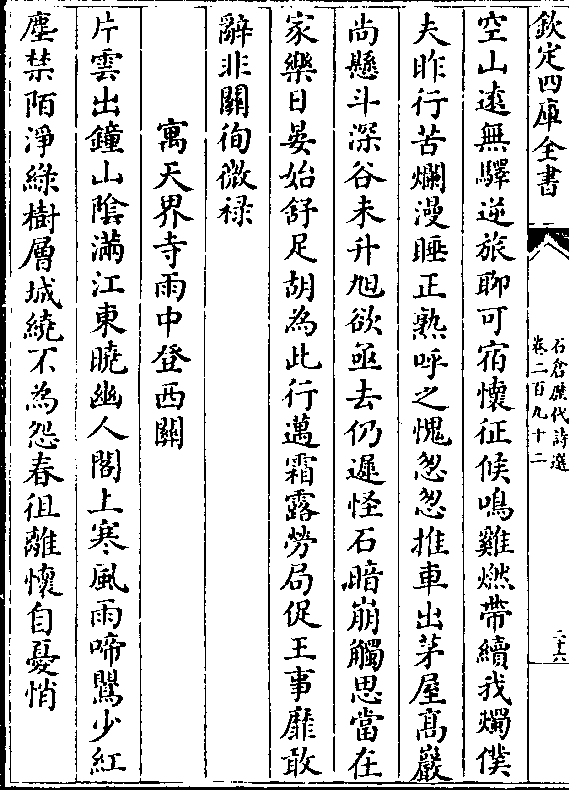 欽定四庫全書
石倉歷代詩選
卷二百九十二
二十六
空山遠無驛逆旅聊可宿懷征候鳴雞燃帶續我燭僕
夫昨行苦爛漫睡正熟呼之愧怱怱推車出茅屋髙巖
尚懸斗深谷未升旭欲亟去仍遲怪石暗崩觸思當在
家樂日晏始舒足胡為此行邁霜露勞局促王事靡敢
辭非關徇微禄
寓天界寺雨中登西閣
片雲出鐘山陰滿江東曉幽人閣上寒風雨啼鶯少紅
塵禁陌淨綠樹層城繞不為怨春徂離懷自憂悄